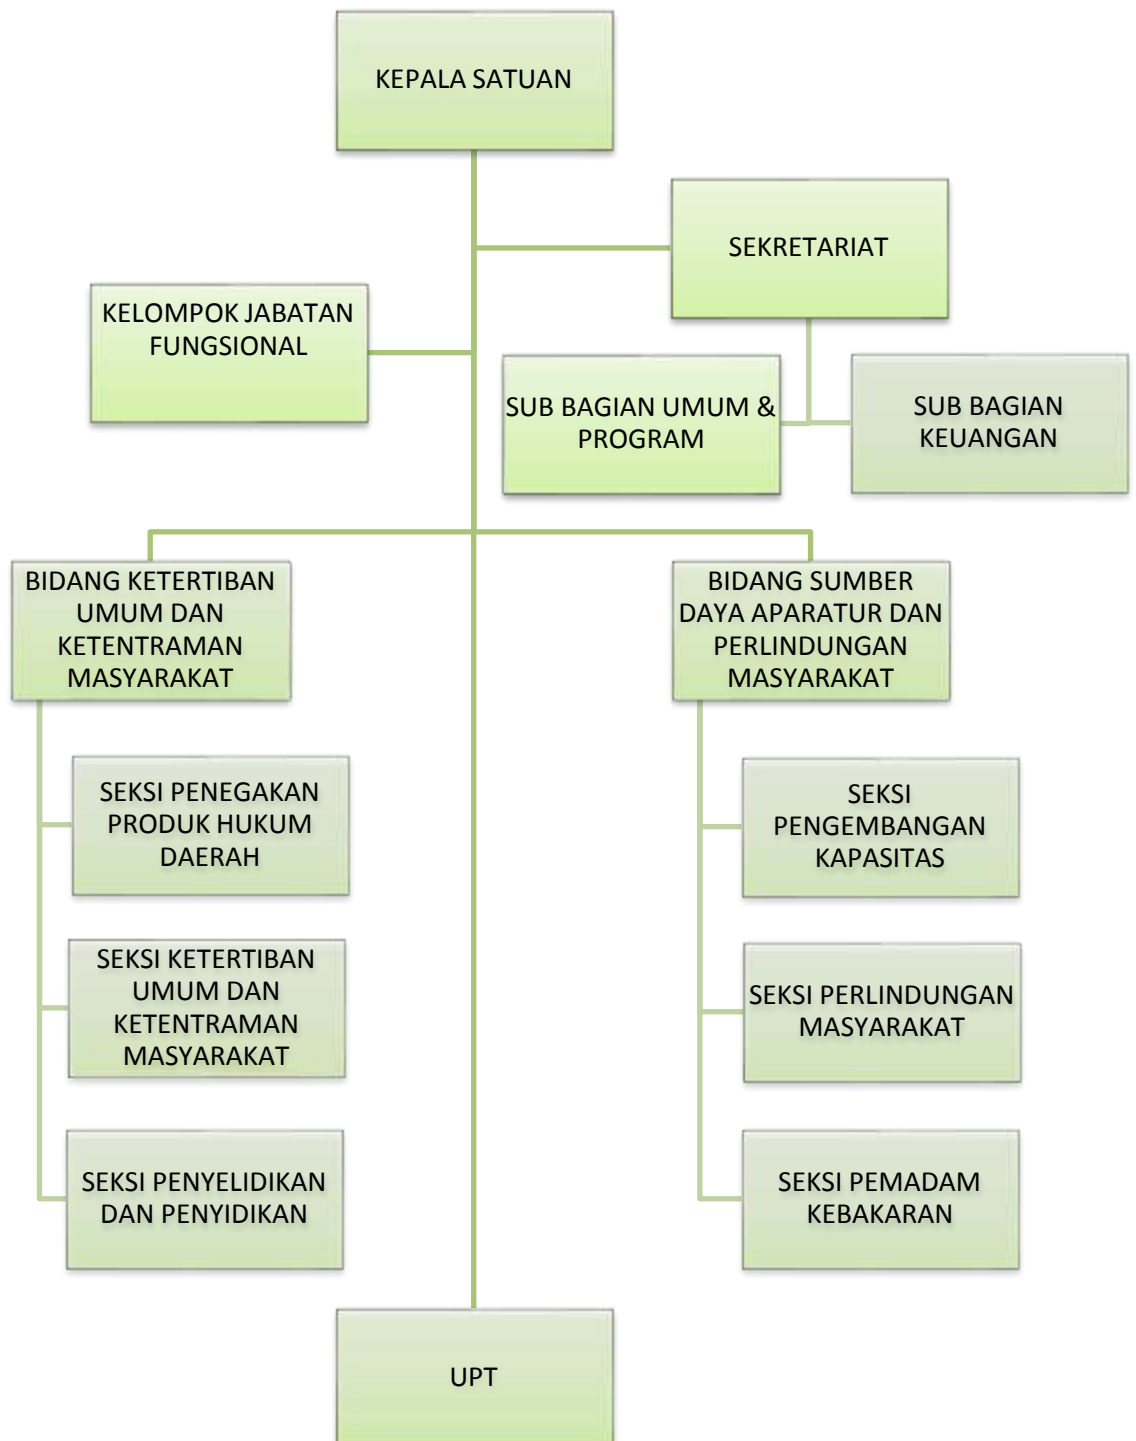 KEPALA SATUAN
SEKRETARIAT
KELOMPOK JABATAN
FUNGSIONAL
SUB BAGIAN UMUM &
PROGRAM
SUB BAGIAN
KEUANGAN
BIDANG KETERTIBAN
UMUM DAN
KETENTRAMAN
MASYARAKAT
BIDANG SUMBER
DAYA APARATUR DAN
PERLINDUNGAN
MASYARAKAT
SEKSI PENEGAKAN
PRODUK HUKUM
DAERAH
SEKSI
PENGEMBANGAN
KAPASITAS
SEKSI KETERTIBAN
UMUM DAN
KETENTRAMAN
MASYARAKAT
SEKSI PERLINDUNGAN
MASYARAKAT
SEKSI PENYELIDIKAN
DAN PENYIDIKAN
SEKSI PEMADAM
KEBAKARAN
UPT